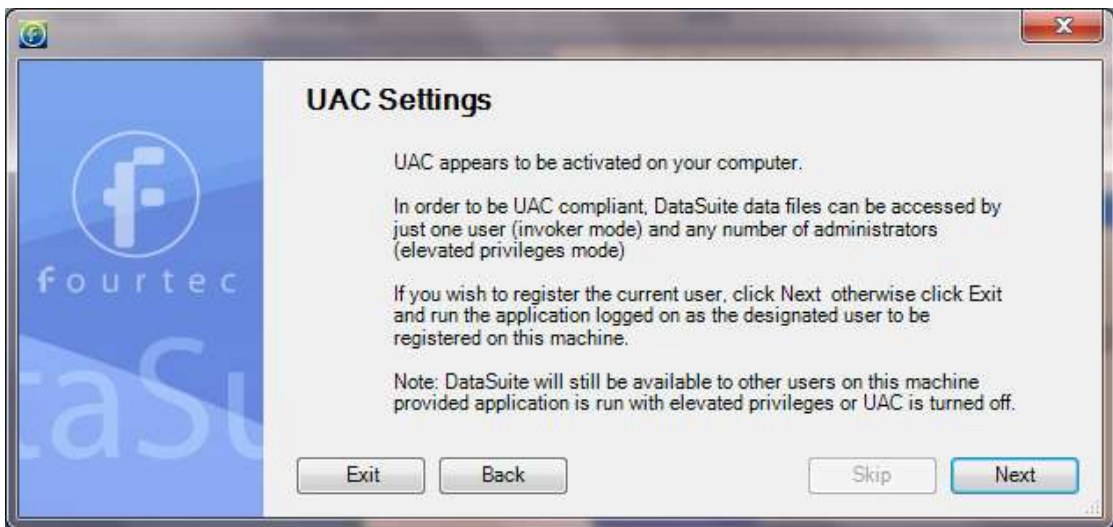 UAC Settings
UAC appears to be activated on your computer.
In order to be UAC compliant, DataSuite data files can be accessed by
just one user (invoker mode) and any number of administrators
(elevated privileges mode)
If you wish to register the current user, click Next  otherwise click Exit
and run the application logged on as the designated user to be
registered on this machine.
Note: DataSuite will still be available to other users on this machine
provided application is run with elevated privileges or UAC is turned off.
f
fourtec
taSu
Exit
Back
Skip
Next